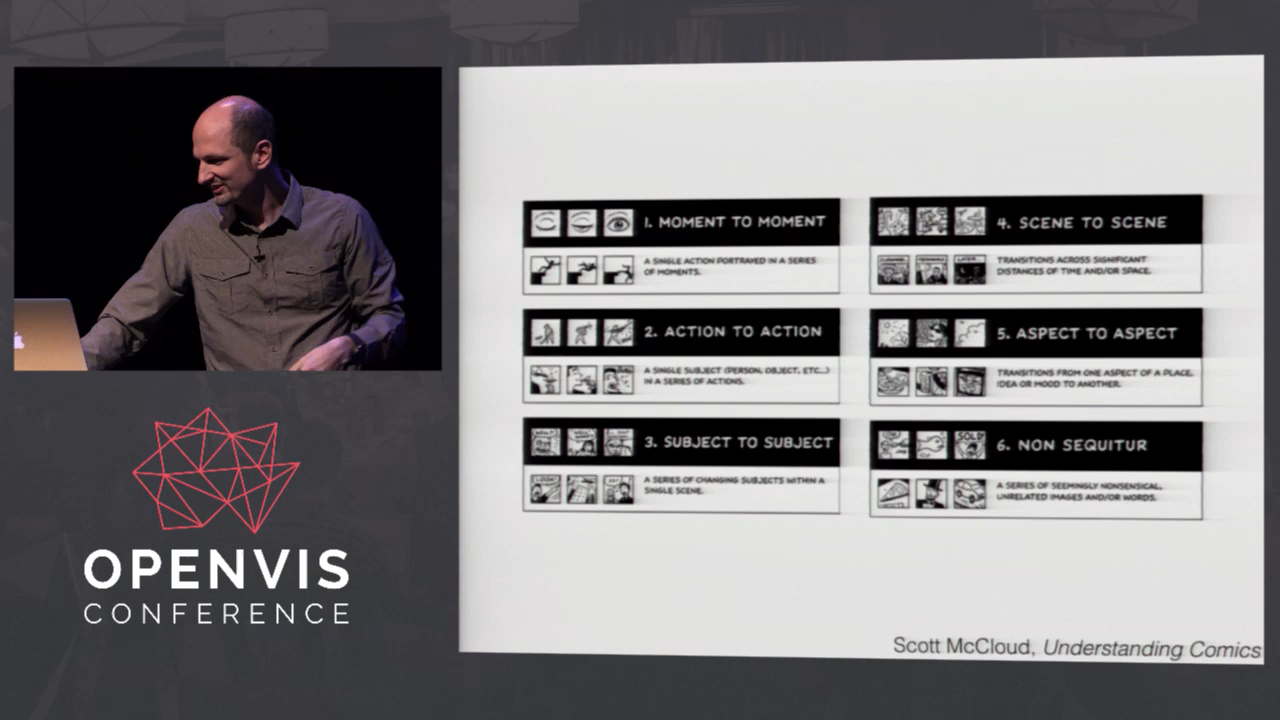 1. MOMENT TO MOMENT
A SINGLE ACTION PORTRAYED IN A SERIES
OF MOMENTS.
2. ACTION TO ACTION
A SINGLE SUBJECT (PERSON, OBJECT, ETC...)
IN A SERIES OF ACTIONS.
3. SUBJECT TO SUBJECT
LOOK!
A SERIES OF CHANGING SUBJECTS WITHIN A
SINGLE SCENE.
4. SCENE TO SCENE
LATER
TRANSITIONS ACROSS SIGNIFICANT
DISTANCES OF TIME AND/OR SPACE.
5. ASPECT TO ASPECT
TRANSITIONS FROM ONE ASPECT OF A PLACE,
IDEA OR MOOD TO ANOTHER.
SOLD!
6. NON SEQUITUR
A SERIES OF SEEMINGLY NONSENSICAL,
UNRELATED IMAGES AND/OR WORDS.
Scott McCloud, Understanding Comics
OPENVIS
CONFERENCE